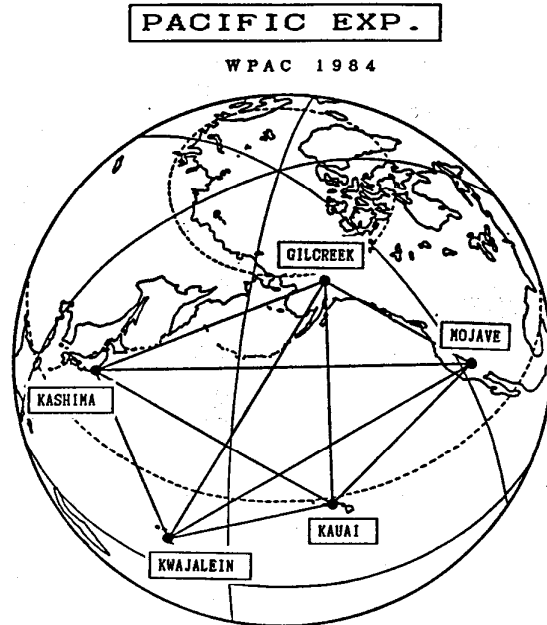 PACIFIC EXP.
WPAC 1984
GILCREEK
MOJAVE
KASHIMA
KAUAI
KWAJALEIN